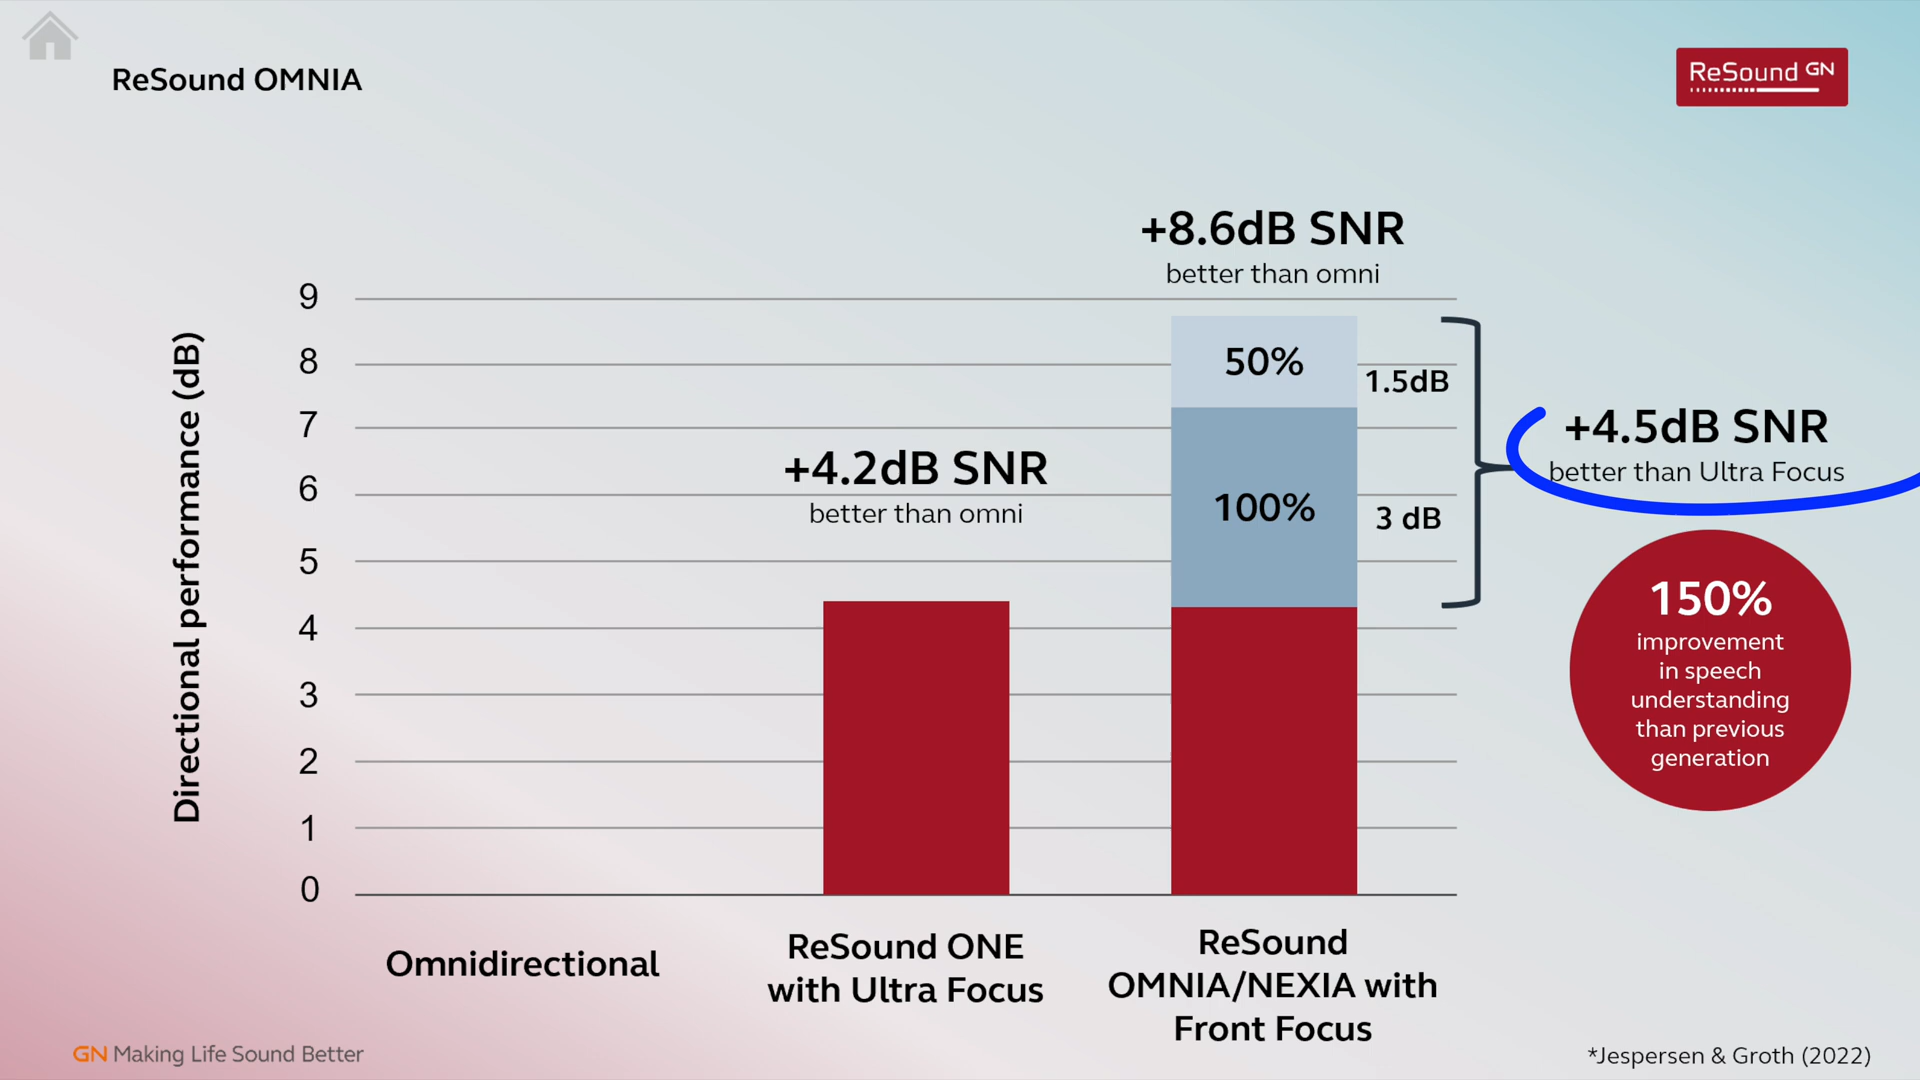 ReSound OMNIA
ReSound GN
+8.6dB SNR
better than omni
9
8
7
6
5
4
3
2
1
0
Directional performance (dB)
50%
1.5dB
100%
3 dB
+4.2dB SNR
better than omni
+4.5dB SNR
better than Ultra Focus
150%
improvement
in speech
understanding
than previous
generation
Omnidirectional
ReSound ONE
with Ultra Focus
ReSound
OMNIA/NEXIA with
Front Focus
GN Making Life Sound Better
*Jespersen & Groth (2022)